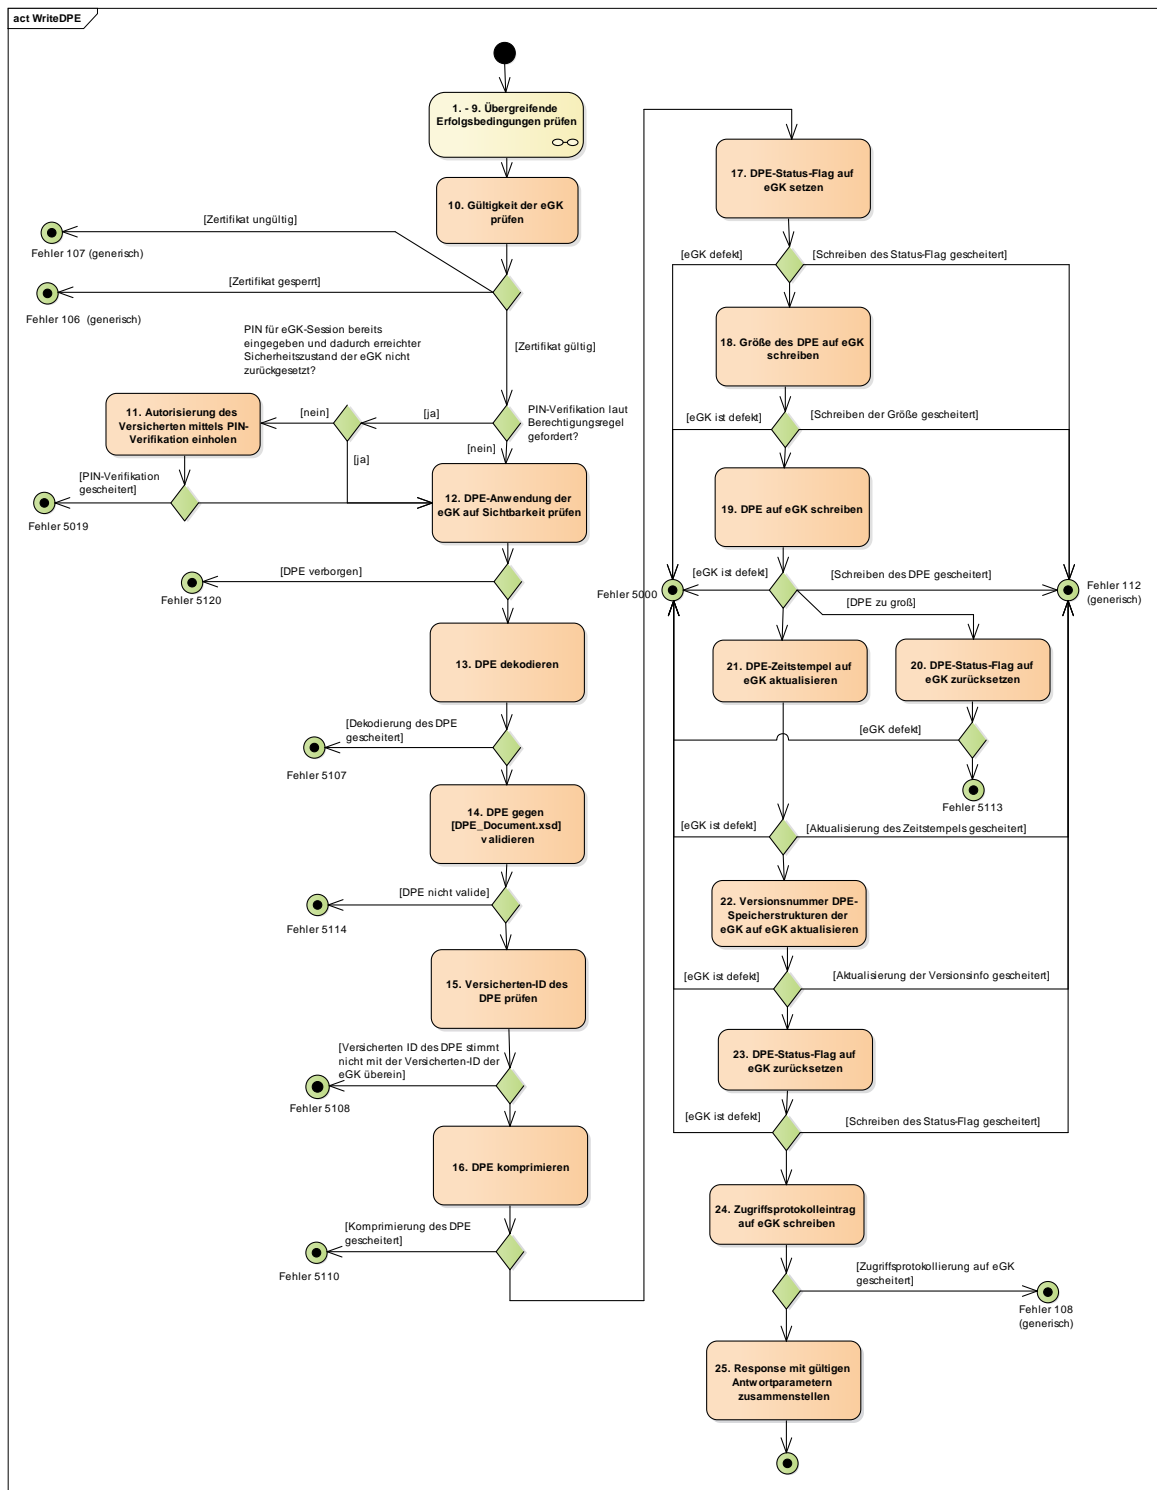 act WriteDPE
1. - 9. Übergreifende
Erfolgsbedingungen prüfen
10. Gültigkeit der eGK
prüfen
[Zertifikat ungültig]
Fehler 107 (generisch)
[Zertifikat gesperrt]
Fehler 106 (generisch)
PIN für eGK-Session bereits
eingegeben und dadurch erreichter
Sicherheitszustand der eGK nicht
zurückgesetzt?
[Zertifikat gültig]
11. Autorisierung des
Versicherten mittels PIN-
Verifikation einholen
[nein]
[ja]
PIN-Verifikation laut
Berechtigungsregel
gefordert?
[nein]
[ja]
[PIN-Verifikation
gescheitert]
Fehler 5019
12. DPE-Anwendung der
eGK auf Sichtbarkeit prüfen
[DPE verborgen]
Fehler 5120
13. DPE dekodieren
[Dekodierung des DPE
gescheitert]
Fehler 5107
14. DPE gegen
[DPE_Document.xsd]
validieren
[DPE nicht valide]
Fehler 5114
15. Versicherten-ID des
DPE prüfen
[Versicherten ID des DPE stimmt
nicht mit der Versicherten-ID der
eGK überein]
Fehler 5108
16. DPE komprimieren
[Komprimierung des DPE
gescheitert]
Fehler 5110
17. DPE-Status-Flag auf
eGK setzen
[eGK defekt]
[Schreiben des Status-Flag gescheitert]
18. Größe des DPE auf eGK
schreiben
[eGK ist defekt]
[Schreiben der Größe gescheitert]
19. DPE auf eGK schreiben
[eGK ist defekt]
[Schreiben des DPE gescheitert]
Fehler 5000
Fehler 112
(generisch)
[DPE zu groß]
21. DPE-Zeitstempel auf
eGK aktualisieren
20. DPE-Status-Flag auf
eGK zurücksetzen
[eGK defekt]
Fehler 5113
[eGK ist defekt]
[Aktualisierung des Zeitstempels gescheitert]
22. Versionsnummer DPE-
Speicherstrukturen der
eGK auf eGK aktualisieren
[eGK ist defekt]
[Aktualisierung der Versionsinfo gescheitert]
23. DPE-Status-Flag auf
eGK zurücksetzen
[eGK ist defekt]
[Schreiben des Status-Flag gescheitert]
24. Zugriffsprotokolleintrag
auf eGK schreiben
[Zugriffsprotokollierung auf eGK
gescheitert]
Fehler 108
(generisch)
25. Response mit gültigen
Antwortparametern
zusammenstellen